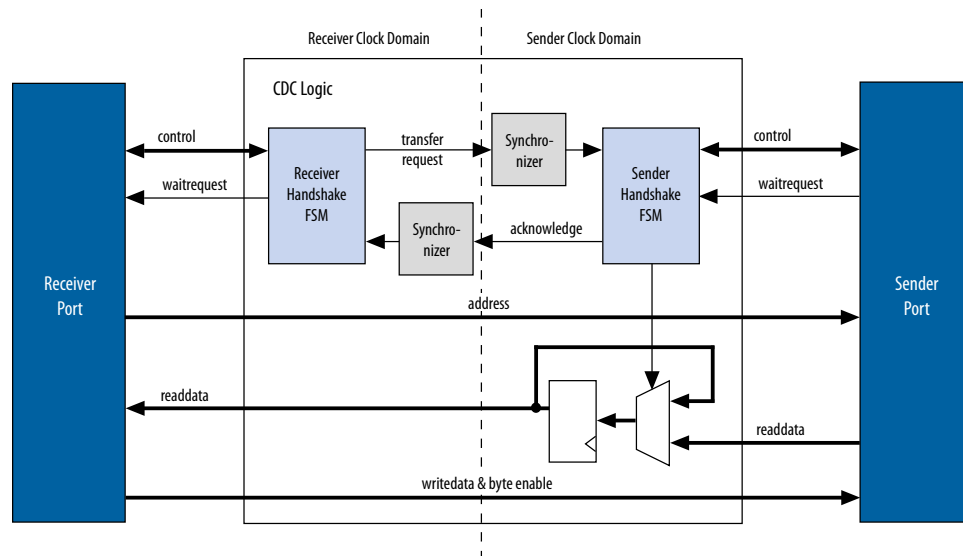 Receiver Clock Domain
Sender Clock Domain
CDC Logic
control
transfer
request
Synchro-
nizer
control
Receiver
Handshake
FSM
Sender
Handshake
FSM
waitrequest
waitrequest
Synchro-
nizer
acknowledge
Receiver
Port
Sender
Port
address
readdata
readdata
writedata & byte enable